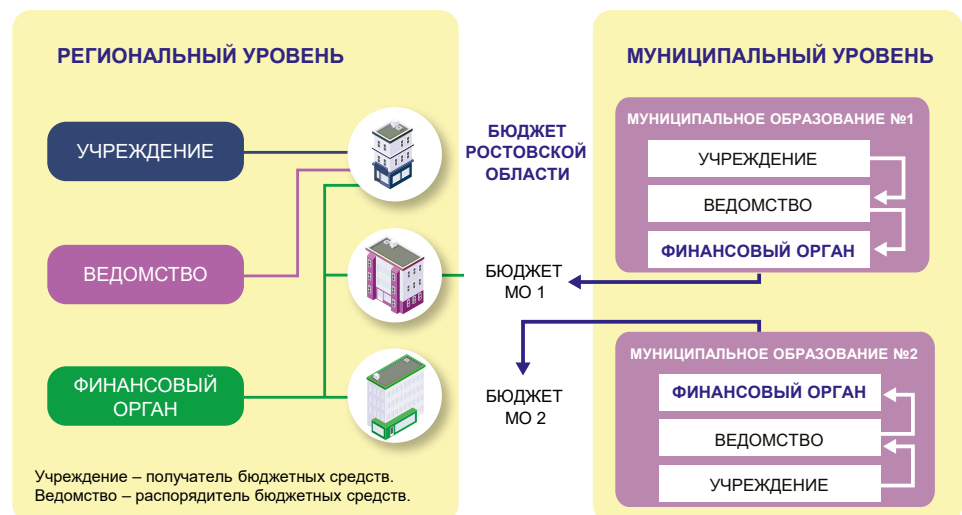 РЕГИОНАЛЬНЫЙ УРОВЕНЬ
УЧРЕЖДЕНИЕ
ВЕДОМСТВО
ФИНАНСОВЫЙ
ОРГАН
Учреждение – получатель бюджетных средств.
Ведомство – распорядитель бюджетных средств.
БЮДЖЕТ
РОСТОВСКОЙ
ОБЛАСТИ
БЮДЖЕТ
МО 1
БЮДЖЕТ
МО 2
МУНИЦИПАЛЬНЫЙ УРОВЕНЬ
МУНИЦИПАЛЬНОЕ ОБРАЗОВАНИЕ №1
УЧРЕЖДЕНИЕ
ВЕДОМСТВО
ФИНАНСОВЫЙ ОРГАН
МУНИЦИПАЛЬНОЕ ОБРАЗОВАНИЕ №2
ФИНАНСОВЫЙ ОРГАН
ВЕДОМСТВО
УЧРЕЖДЕНИЕ